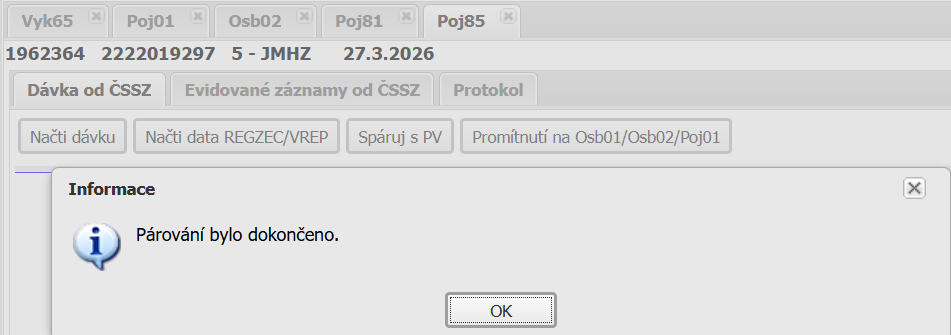 Vyk65 Poj01 Osb02 Poj81 Poj85
1962364 2222019297 5 - JMHZ 27.3.2026
Dávka od ČSSZ Evidované záznamy od ČSSZ Protokol
Načti dávku Načti data REGZEC/VREP Spáruj s PV Promítnutí na Osb01/Osb02/Poj01
Informace
Párování bylo dokončeno.
OK